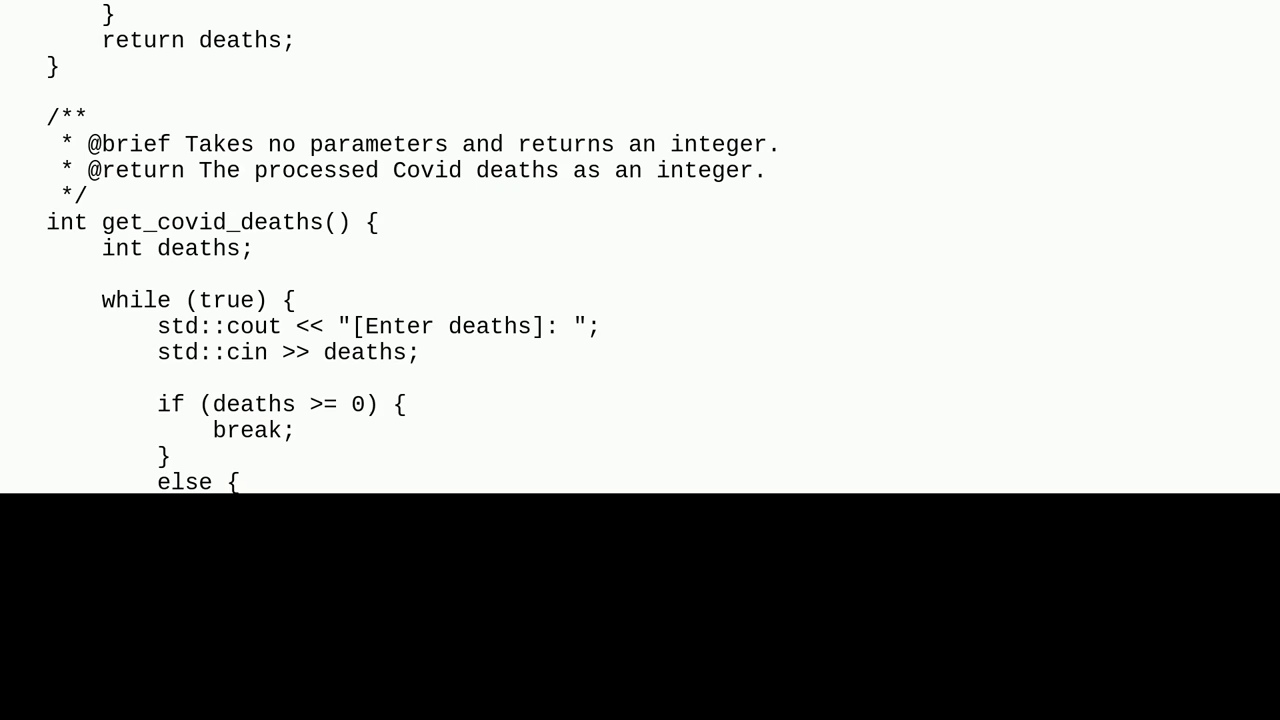 }
    return deaths;
}

/**
 * @brief Takes no parameters and returns an integer.
 * @return The processed Covid deaths as an integer.
 */
int get_covid_deaths() {
    int deaths;

    while (true) {
        std::cout << "[Enter deaths]: ";
        std::cin >> deaths;

        if (deaths >= 0) {
            break;
        }
        else {